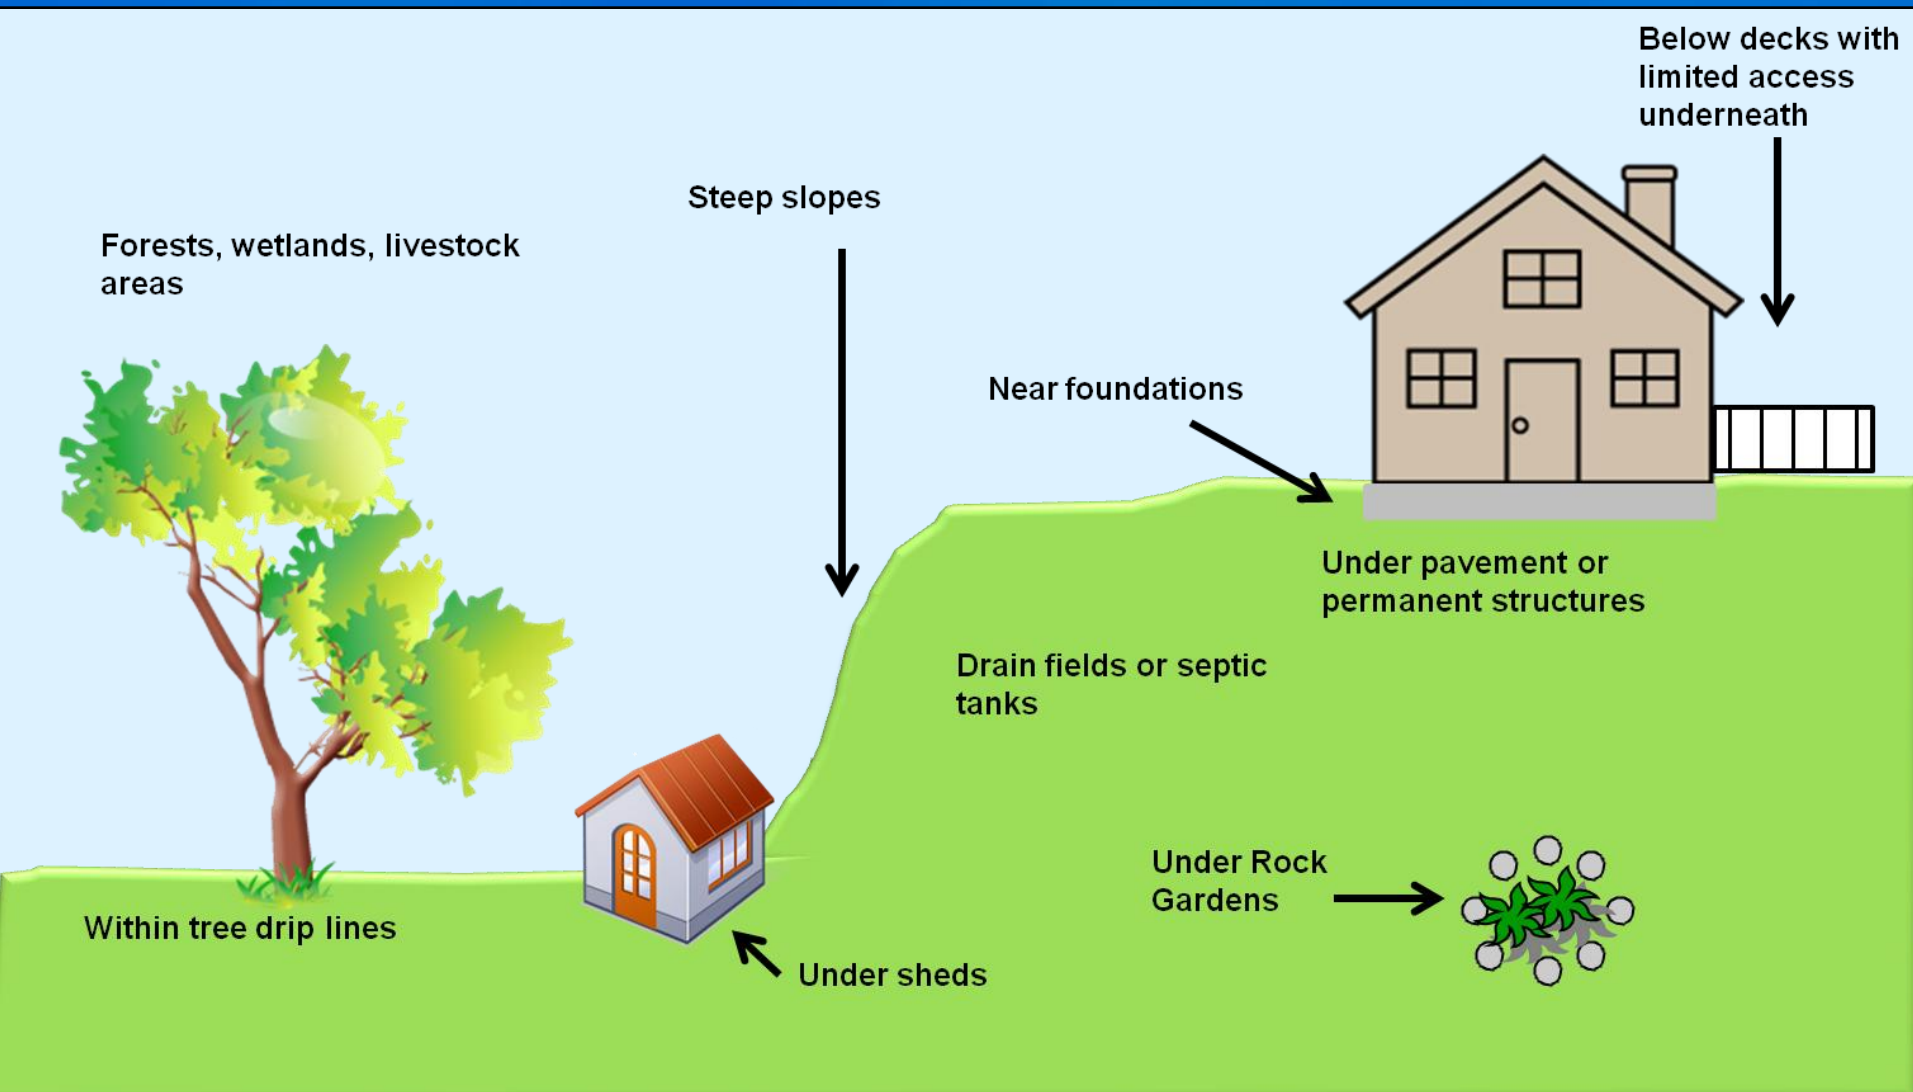 Below decks with
limited access
underneath
Steep slopes
Forests, wetlands, livestock
areas
Near foundations
Under pavement or
permanent structures
Drain fields or septic
tanks
Under Rock
Gardens
Within tree drip lines
Under sheds